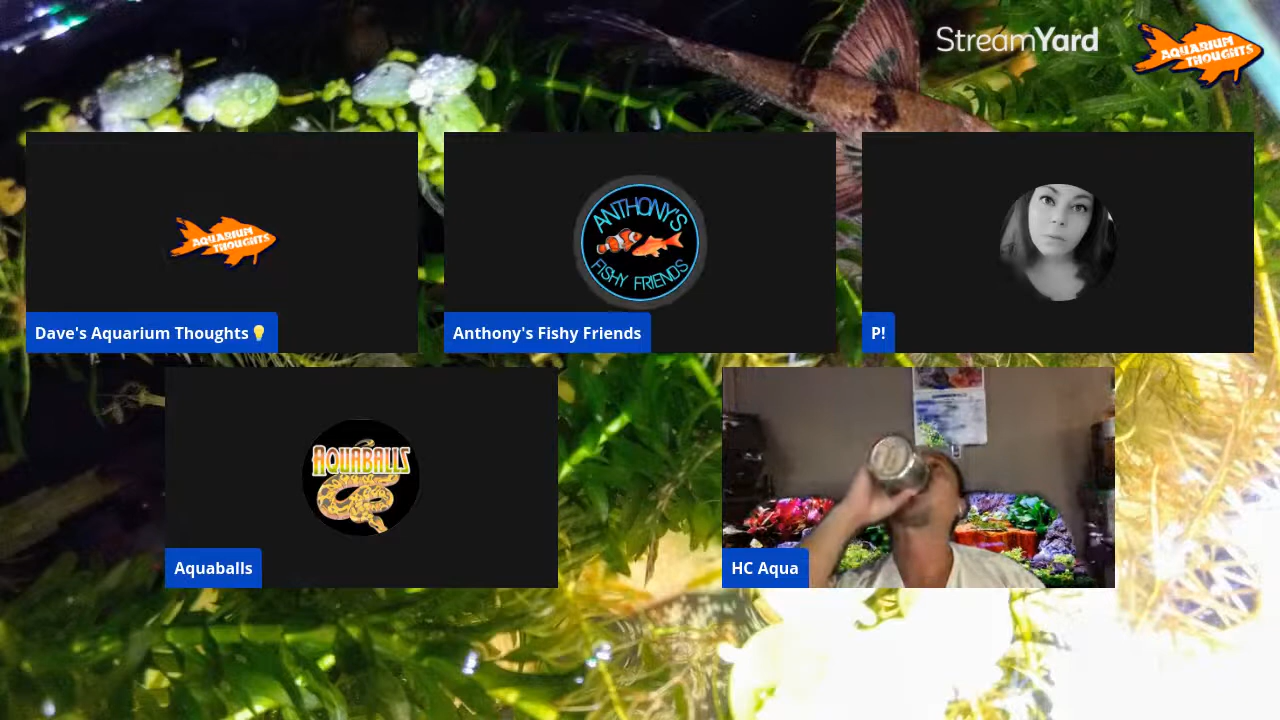 StreamYard
AQUARIUM
THOUGHTS
AQUARIUM
THOUGHTS
Dave's Aquarium Thoughts💡
ANTHONY'S
FISHY FRIENDS
Anthony's Fishy Friends
P!
AQUABALLS
Aquaballs
HC Aqua